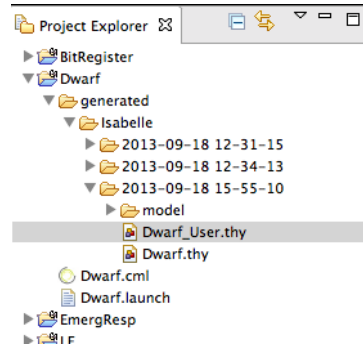 Project Explorer
BitRegister
Dwarf
generated
Isabelle
2013-09-18 12-31-15
2013-09-18 12-34-13
2013-09-18 15-55-10
model
Dwarf_User.thy
Dwarf.thy
Dwarf.cml
Dwarf.launch
EmergResp